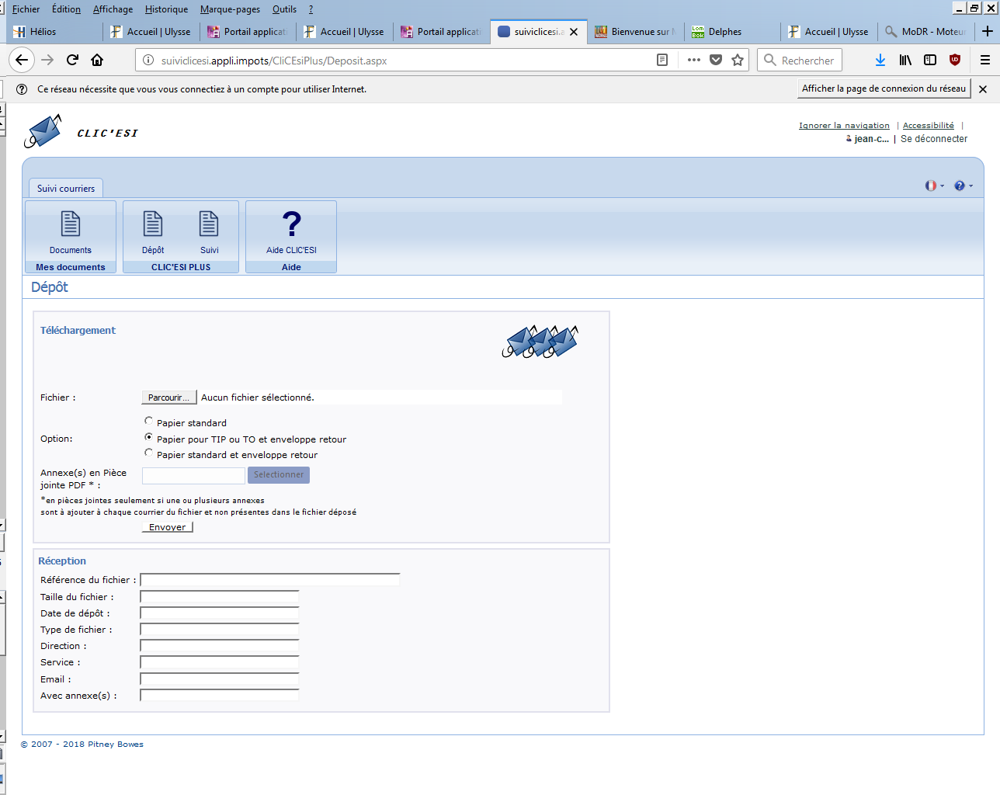 Fichier Édition Affichage Historique Marque-pages Outils ?
Hélios Accueil | Ulysse Portail applicat Accueil | Ulysse Portail applicat suiviclicesi.a Bienvenue sur M Delphes Accueil | Ulysse MoDR - Moteur
suiviclicesi.appli.impots/CliCEsiPlus/Deposit.aspx Rechercher
Ce réseau nécessite que vous vous connectiez à un compte pour utiliser Internet. Afficher la page de connexion du réseau
CLIC'ESI
Ignorer la navigation | Accessibilité |
jean-c... | Se déconnecter
Suivi courriers
Documents Dépôt Suivi Aide CLIC'ESI
Mes documents CLIC'ESI PLUS Aide
Dépôt
Téléchargement
Fichier : Parcourir... Aucun fichier sélectionné.
Papier standard
Option: Papier pour TIP ou TO et enveloppe retour
Papier standard et enveloppe retour
Annexe(s) en Pièce jointe PDF * : Selectionner
*en pièces jointes seulement si une ou plusieurs annexes
sont à ajouter à chaque courrier du fichier et non présentes dans le fichier déposé
Envoyer
Réception
Référence du fichier :
Taille du fichier :
Date de dépôt :
Type de fichier :
Direction :
Service :
Email :
Avec annexe(s) :
© 2007 - 2018 Pitney Bowes